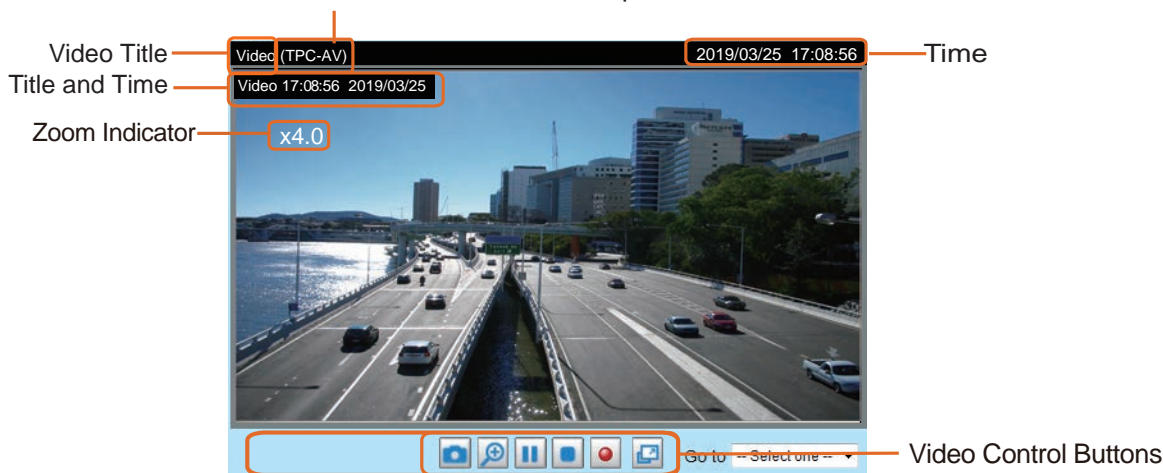 Video Title
Video (TPC-AV)
2019/03/25 17:08:56
Time
Title and Time
Video 17:08:56 2019/03/25
Zoom Indicator
x4.0
Go to
-- Select one --
Video Control Buttons